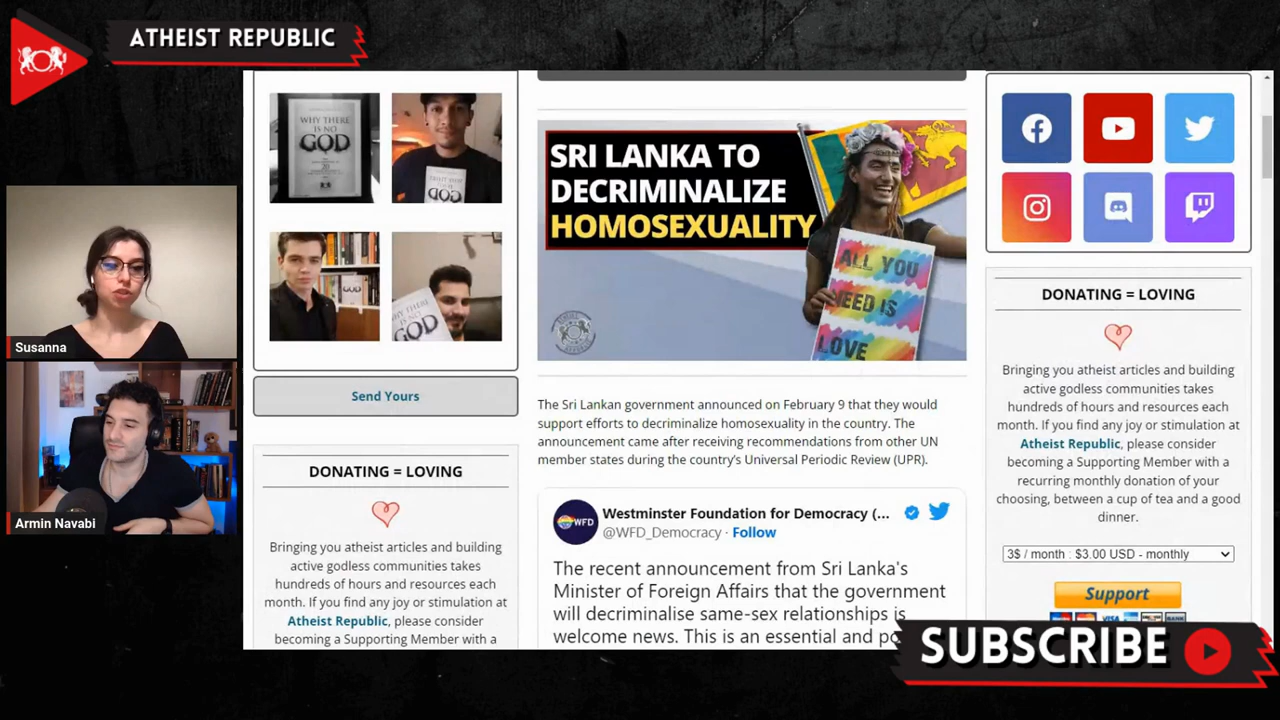 ATHEIST REPUBLIC
Susanna
Armin Navabi
WHY THERE
IS NO
GOD
GOD
WHY THERE
GOD
Send Yours
DONATING = LOVING
Bringing you atheist articles and building
active godless communities takes
hundreds of hours and resources each
month. If you find any joy or stimulation at
Atheist Republic, please consider
becoming a Supporting Member with a
SRI LANKA TO
DECRIMINALIZE
HOMOSEXUALITY
ALL YOU
NEED IS
LOVE
The Sri Lankan government announced on February 9 that they would
support efforts to decriminalize homosexuality in the country. The
announcement came after receiving recommendations from other UN
member states during the country's Universal Periodic Review (UPR).
WFD
Westminster Foundation for Democracy (...
@WFD_Democracy · Follow
The recent announcement from Sri Lanka's
Minister of Foreign Affairs that the government
will decriminalise same-sex relationships is
welcome news. This is an essential and po
DONATING = LOVING
Bringing you atheist articles and building
active godless communities takes
hundreds of hours and resources each
month. If you find any joy or stimulation at
Atheist Republic, please consider
becoming a Supporting Member with a
recurring monthly donation of your
choosing, between a cup of tea and a good
dinner.
3$ / month : $3.00 USD - monthly
Support
VISA
SUBSCRIBE